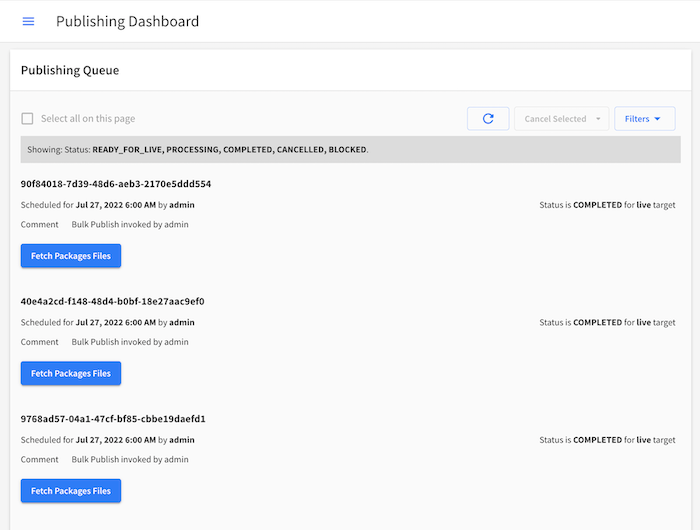 Publishing Dashboard
Publishing Queue
Select all on this page
Cancel Selected
Filters
Showing: Status: READY_FOR_LIVE, PROCESSING, COMPLETED, CANCELLED, BLOCKED.
90f84018-7d39-48d6-aeb3-2170e5ddd554
Scheduled for Jul 27, 2022 6:00 AM by admin
Status is COMPLETED for live target
Comment Bulk Publish invoked by admin
Fetch Packages Files
40e4a2cd-f148-48d4-b0bf-18e27aac9ef0
Scheduled for Jul 27, 2022 6:00 AM by admin
Status is COMPLETED for live target
Comment Bulk Publish invoked by admin
Fetch Packages Files
9768ad57-04a1-47cf-bf85-cbbe19daefd1
Scheduled for Jul 27, 2022 6:00 AM by admin
Status is COMPLETED for live target
Comment Bulk Publish invoked by admin
Fetch Packages Files